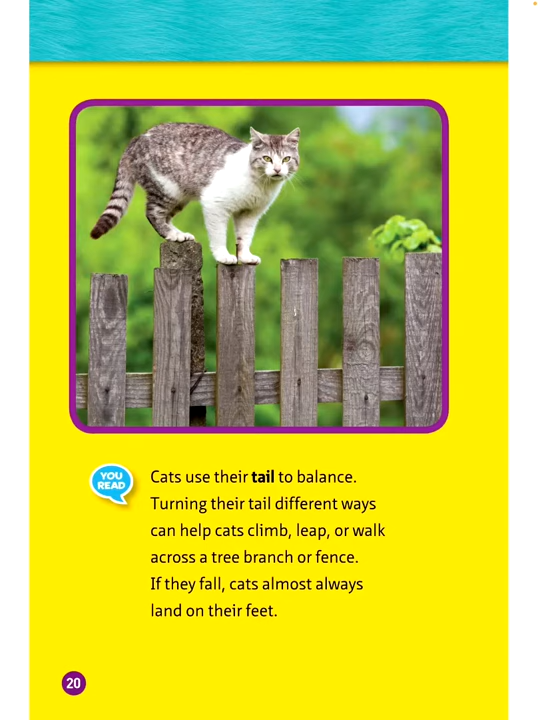 YOU
READ
Cats use their tail to balance.
Turning their tail different ways
can help cats climb, leap, or walk
across a tree branch or fence.
If they fall, cats almost always
land on their feet.
20